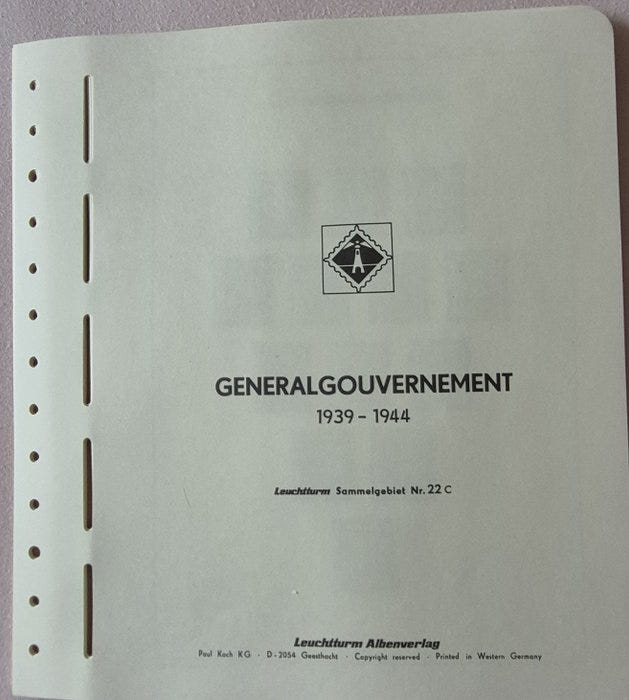 GENERALGOUVERNEMENT
1939 - 1944
Leuchtturm Sammelgebiet Nr. 22 C
Leuchtturm Albenverlag
Paul Koch KG · D-2054 Geesthacht · Copyright reserved · Printed in Western Germany